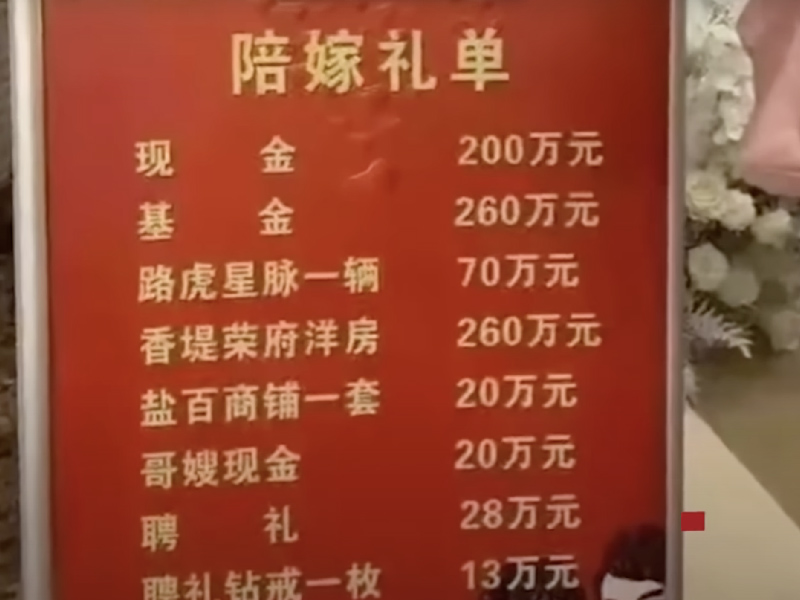 陪嫁礼单
现 金 200万元
基 金 260万元
路虎星脉一辆 70万元
香堤荣府洋房 260万元
盐百商铺一套 20万元
哥嫂现金 20万元
聘 礼 28万元
聘礼钻戒一枚 13万元